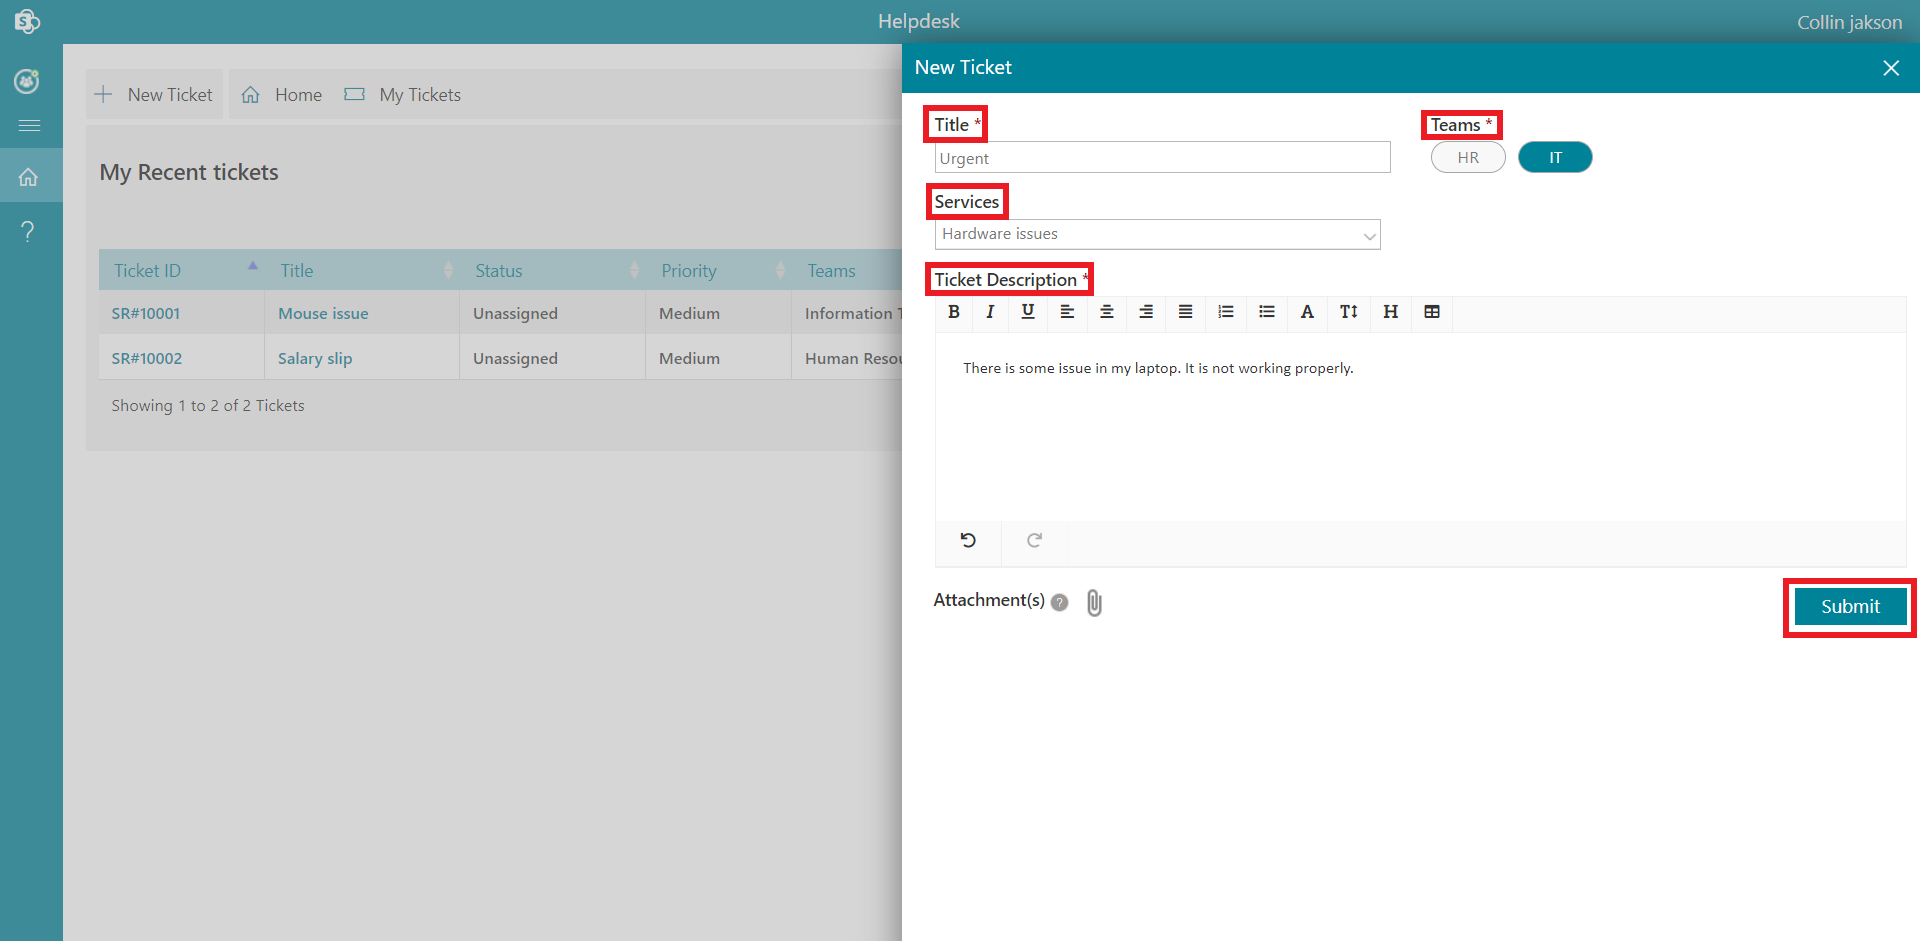 Helpdesk
Collin jakson
New Ticket Home My Tickets
My Recent tickets
Ticket ID Title Status Priority Teams
SR#10001 Mouse issue Unassigned Medium Information
SR#10002 Salary slip Unassigned Medium Human
Showing 1 to 2 of 2 Tickets
New Ticket
Title * Teams *
Urgent HR IT
Services
Hardware issues
Ticket Description *
B I U A T H
There is some issue in my laptop. It is not working properly.
Attachment(s) ?
Submit